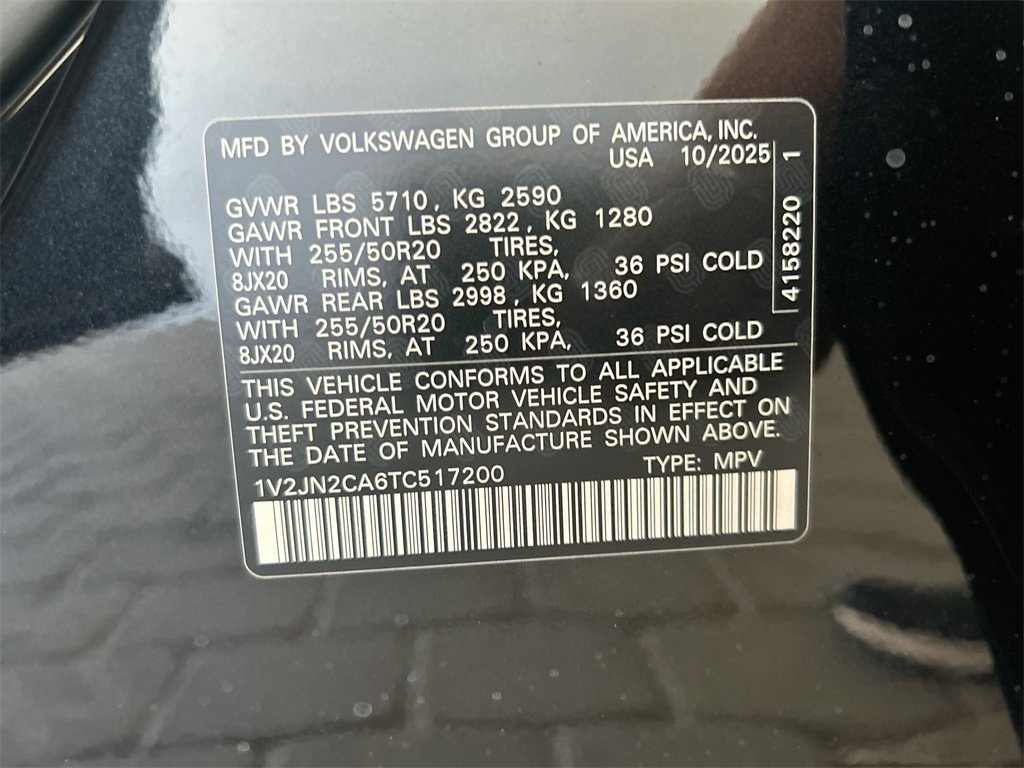 MFD BY VOLKSWAGEN GROUP OF AMERICA, INC.
USA 10/2025
GVWR LBS 5710, KG 2590
GAWR FRONT LBS 2822, KG 1280
WITH 255/50R20 TIRES,
8JX20 RIMS, AT 250 KPA, 36 PSI COLD
GAWR REAR LBS 2998, KG 1360
WITH 255/50R20 TIRES,
8JX20 RIMS, AT 250 KPA, 36 PSI COLD
4158220 1
THIS VEHICLE CONFORMS TO ALL APPLICABLE
U.S. FEDERAL MOTOR VEHICLE SAFETY AND
THEFT PREVENTION STANDARDS IN EFFECT ON
THE DATE OF MANUFACTURE SHOWN ABOVE.
1V2JN2CA6TC517200 TYPE: MPV